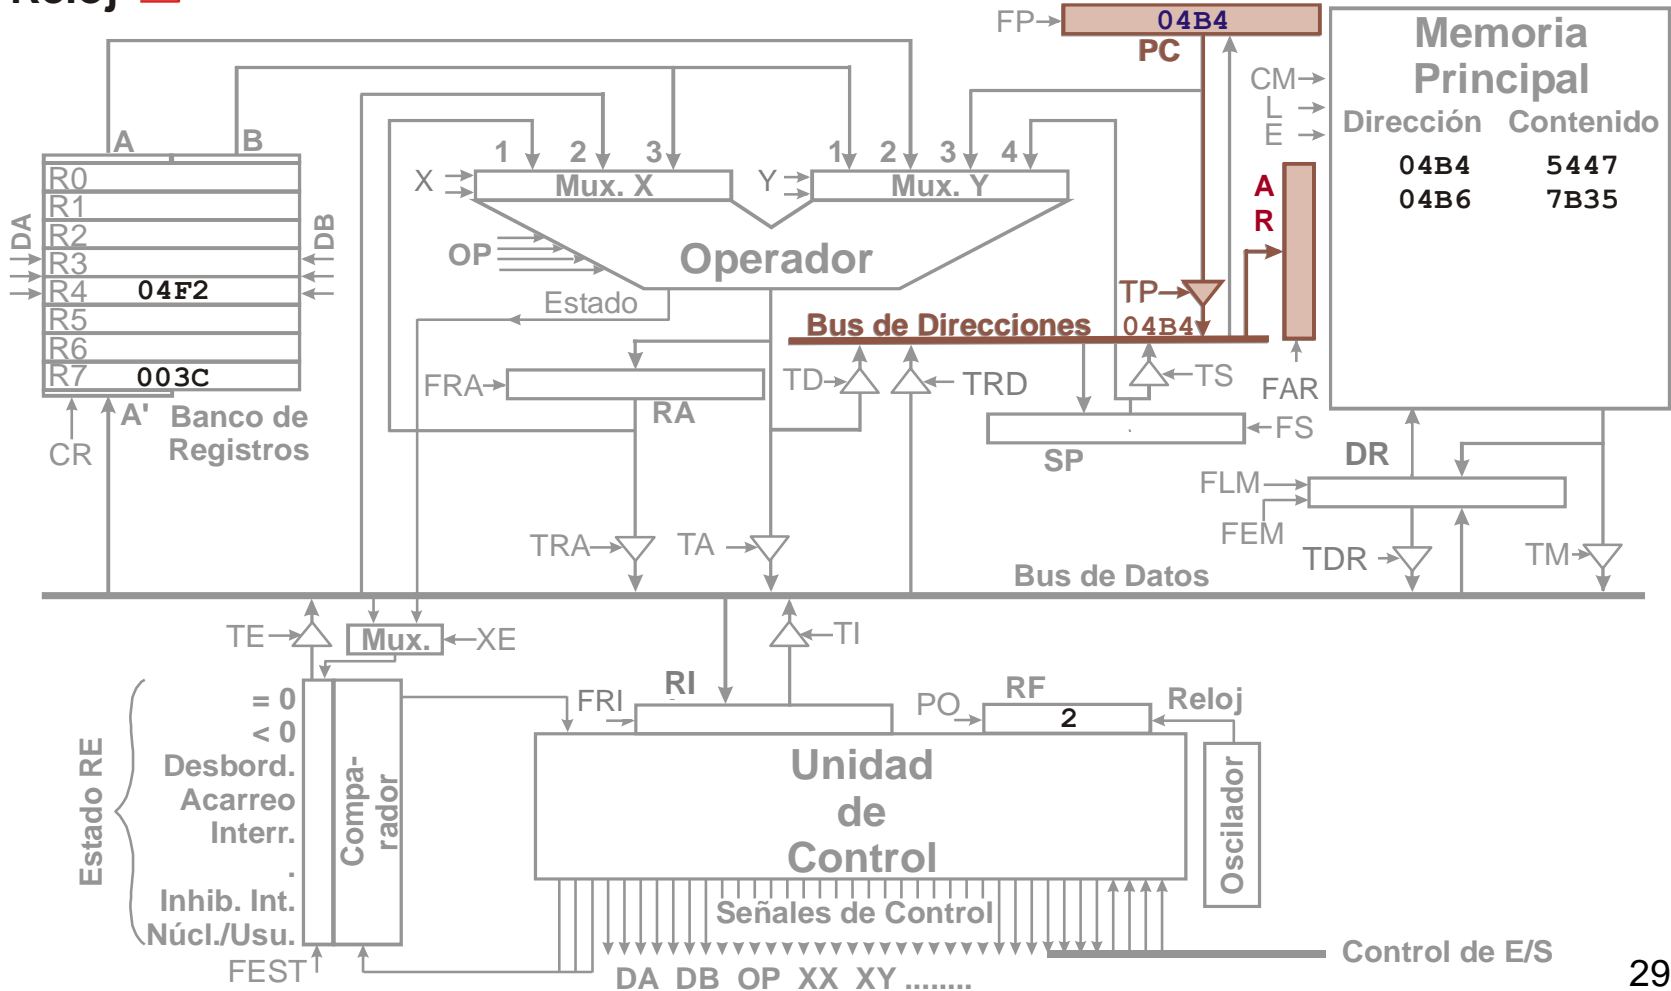 Reloj
FP
04B4
PC
Memoria
Principal
Dirección Contenido
04B4 5447
04B6 7B35
CM
L
E
A B
R0
R1
R2
R3
R4 04F2
R5
R6
R7 003C
DA
DB
A'
Banco de
Registros
CR
1 2 3
X
Mux. X
1 2 3 4
Y
Mux. Y
OP
Operador
Estado
A
R
TP
Bus de Direcciones 04B4
FAR
FRA
RA
TD
TRD
TS
SP
FS
DR
FLM
FEM
TRA
TA
TDR
TM
Bus de Datos
TE
Mux.
XE
TI
Estado RE
= 0
< 0
Desbord.
Acarreo
Interr.
.
Inhib. Int.
Núcl./Usu.
FEST
Compa-
rador
FRI
RI
PO
RF
2
Reloj
Oscilador
Unidad
de
Control
Señales de Control
DA DB OP XX XY ........
Control de E/S
29